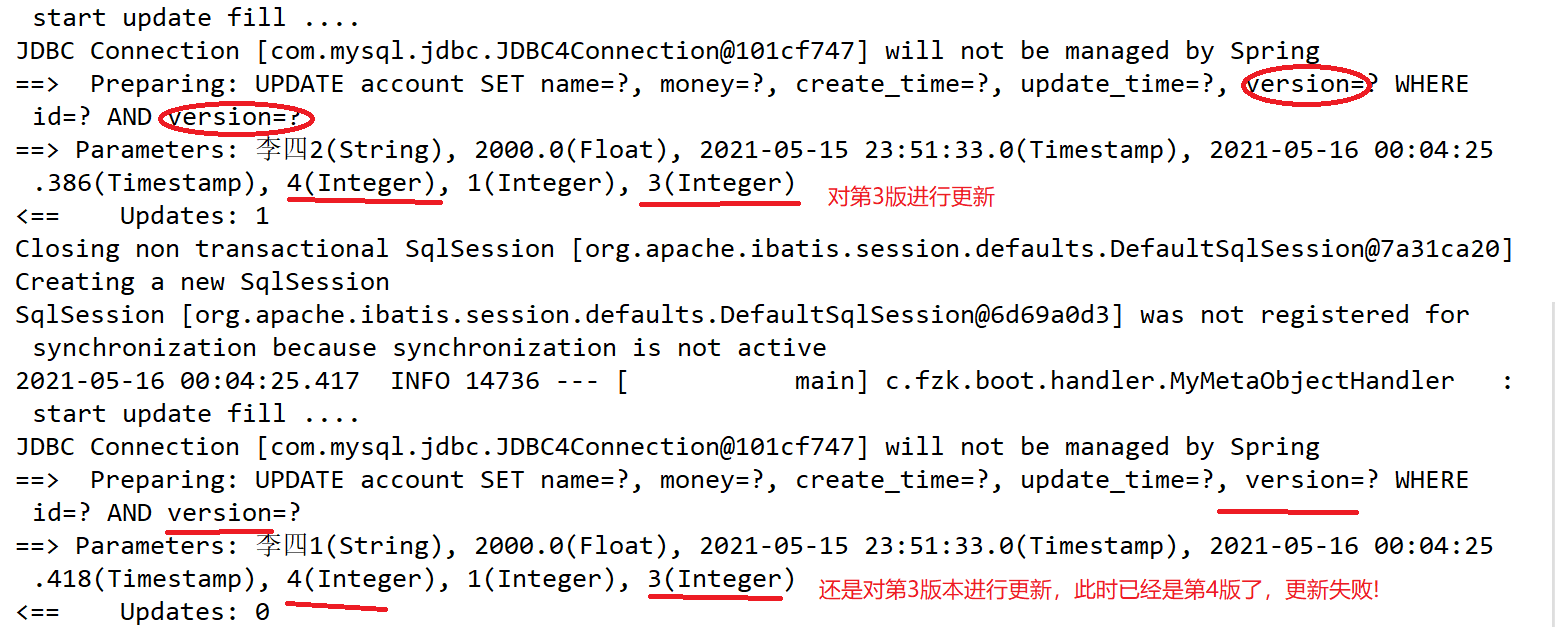 start update fill ....
JDBC Connection [com.mysql.jdbc.JDBC4Connection@101cf747] will not be managed by Spring
==>  Preparing: UPDATE account SET name=?, money=?, create_time=?, update_time=?, version=? WHERE
id=? AND version=?
==> Parameters: 李四2(String), 2000.0(Float), 2021-05-15 23:51:33.0(Timestamp), 2021-05-16 00:04:25
.386(Timestamp), 4(Integer), 1(Integer), 3(Integer) 对第3版进行更新
<==    Updates: 1
Closing non transactional SqlSession [org.apache.ibatis.session.defaults.DefaultSqlSession@7a31ca20]
Creating a new SqlSession
SqlSession [org.apache.ibatis.session.defaults.DefaultSqlSession@6d69a0d3] was not registered for
synchronization because synchronization is not active
2021-05-16 00:04:25.417  INFO 14736 --- [           main] c.fzk.boot.handler.MyMetaObjectHandler   :
start update fill ....
JDBC Connection [com.mysql.jdbc.JDBC4Connection@101cf747] will not be managed by Spring
==>  Preparing: UPDATE account SET name=?, money=?, create_time=?, update_time=?, version=? WHERE
id=? AND version=?
==> Parameters: 李四1(String), 2000.0(Float), 2021-05-15 23:51:33.0(Timestamp), 2021-05-16 00:04:25
.418(Timestamp), 4(Integer), 1(Integer), 3(Integer) 还是对第3版本进行更新，此时已经是第4版了，更新失败!
<==    Updates: 0